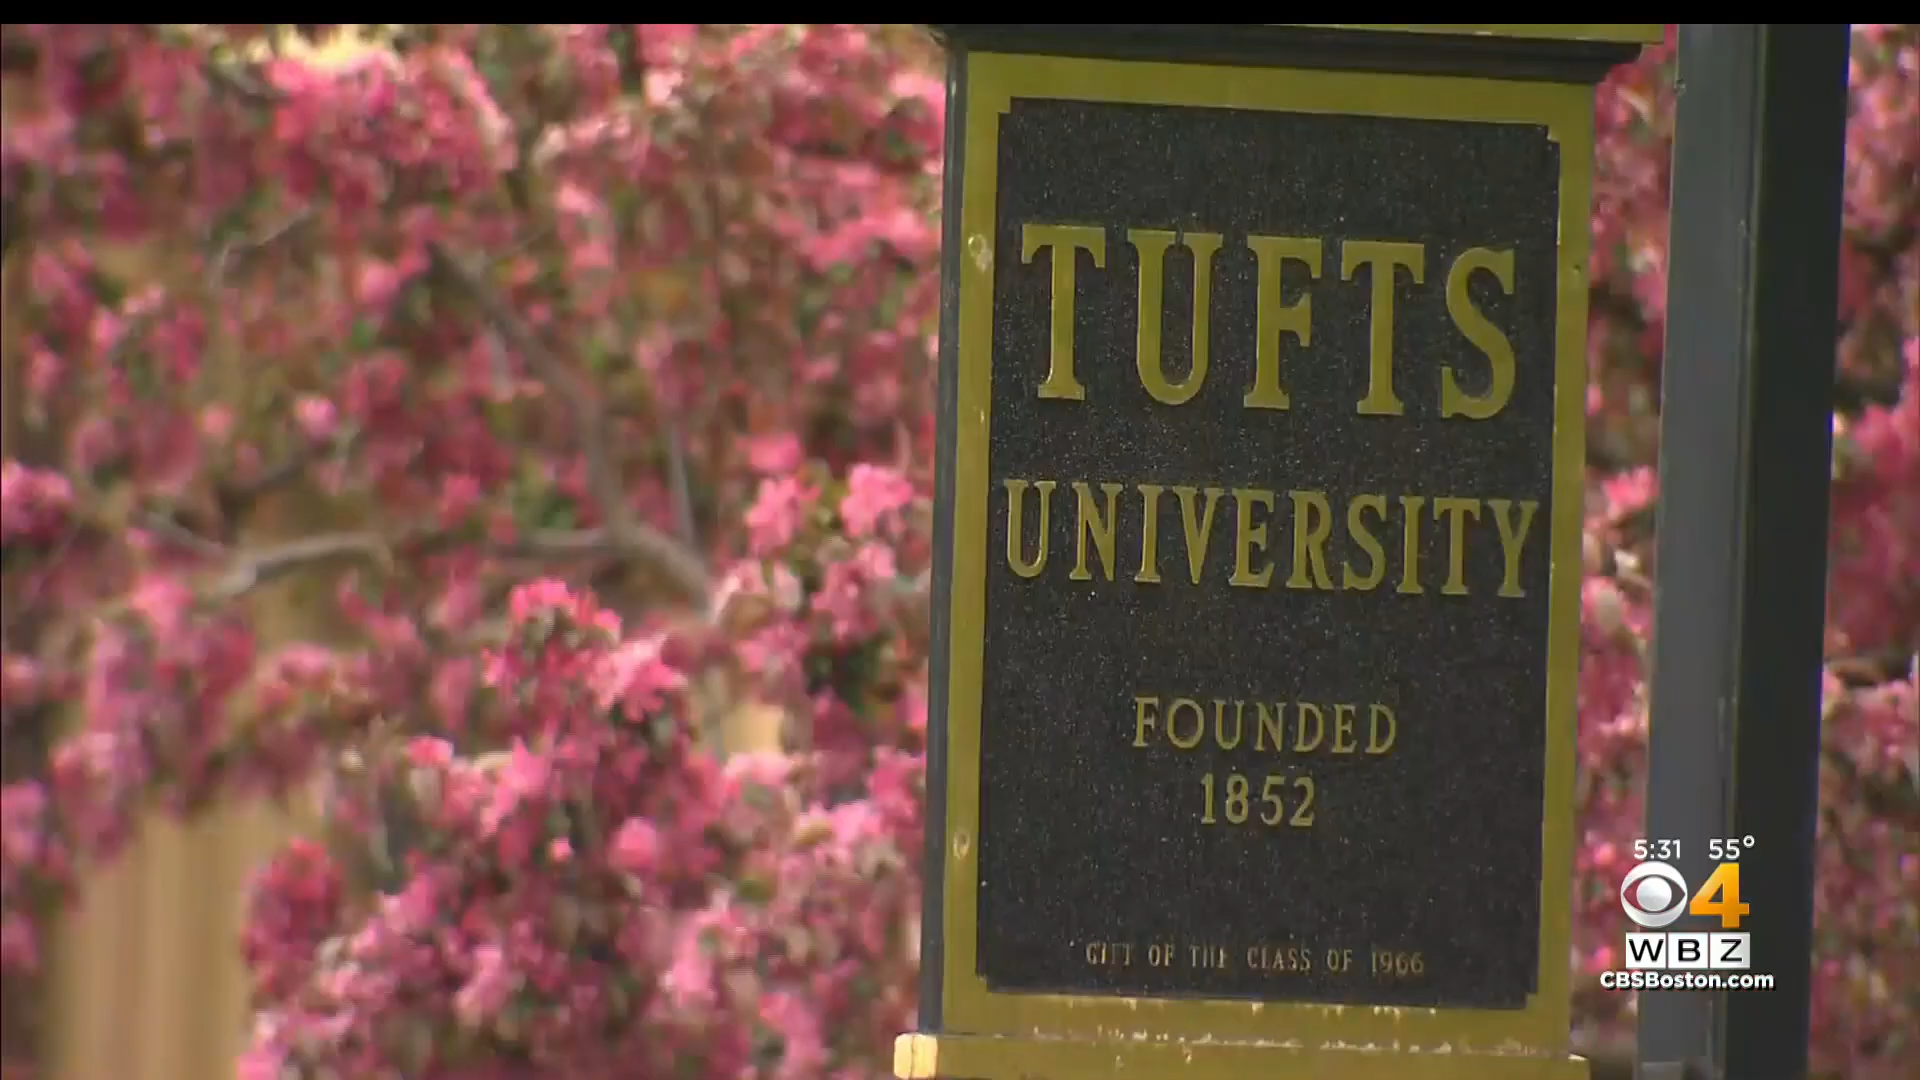 TUFTS
UNIVERSITY
FOUNDED
1852
GIFT OF THE CLASS OF 1966
5:31 55°
4
WBZ
CBSBoston.com